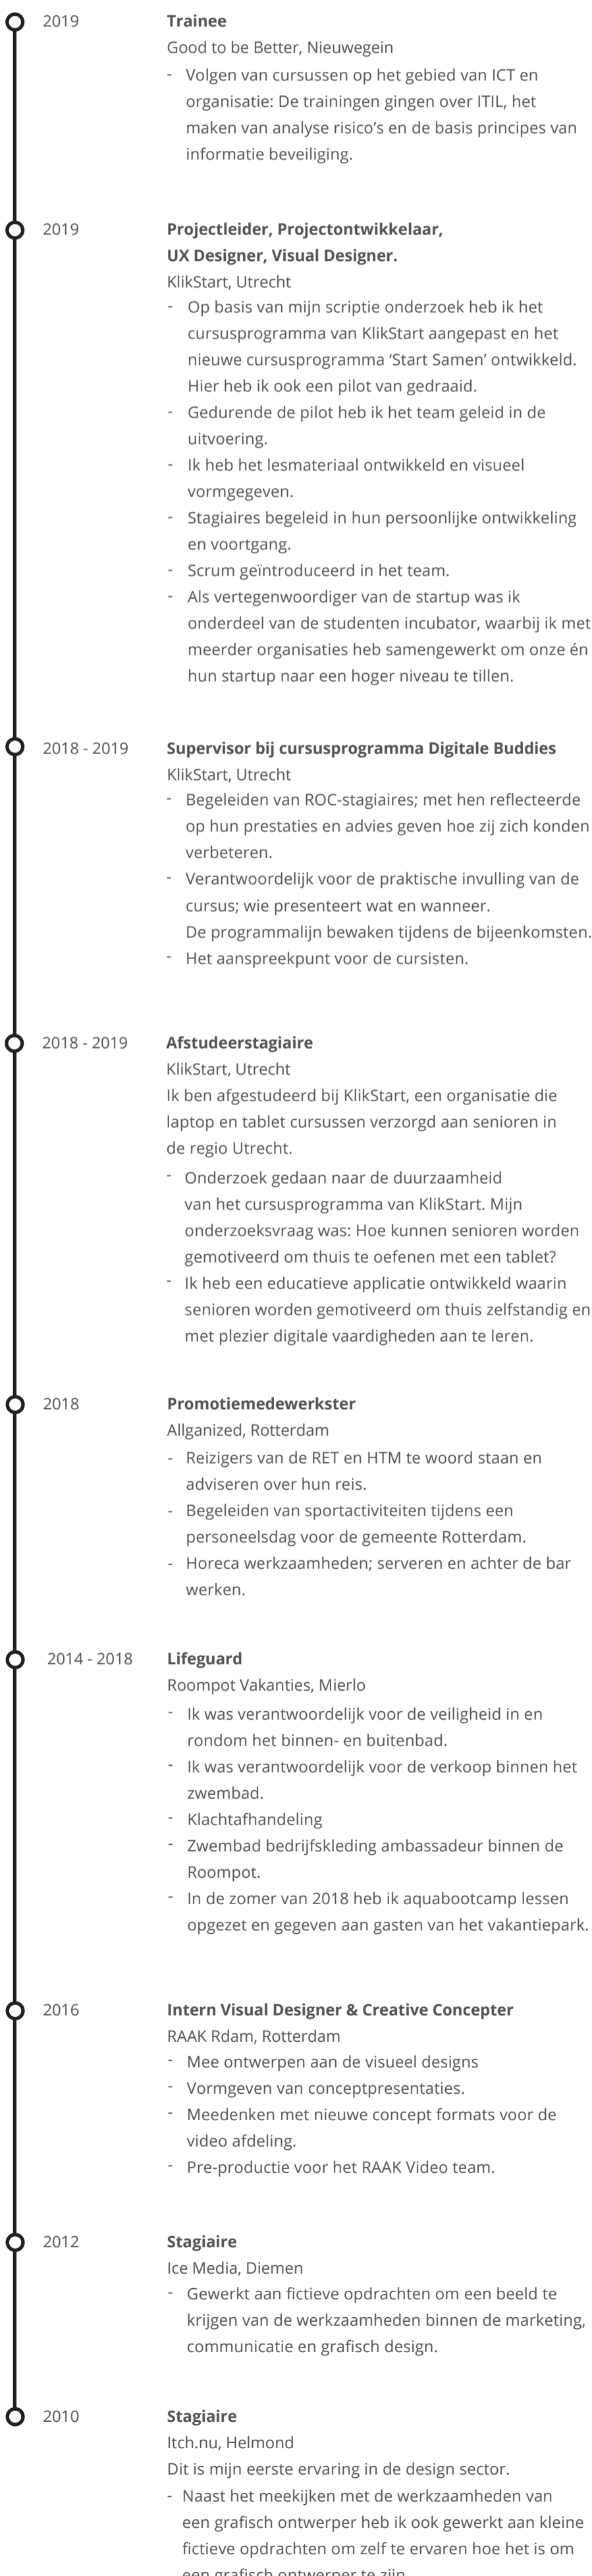 2019
Trainee
Good to be Better, Nieuwegein
- Volgen van cursussen op het gebied van ICT en
organisatie: De trainingen gingen over ITIL, het
maken van analyse risico's en de basis principes van
informatie beveiliging.
2019
Projectleider, Projectontwikkelaar,
UX Designer, Visual Designer.
KlikStart, Utrecht
- Op basis van mijn scriptie onderzoek heb ik het
cursusprogramma van KlikStart aangepast en het
nieuwe cursusprogramma ‘Start Samen’ ontwikkeld.
Hier heb ik ook een pilot van gedraaid.
- Gedurende de pilot heb ik het team geleid in de
uitvoering.
- Ik heb het lesmateriaal ontwikkeld en visueel
vormgegeven.
- Stagiaires begeleid in hun persoonlijke ontwikkeling
en voortgang.
- Scrum geïntroduceerd in het team.
- Als vertegenwoordiger van de startup was ik
onderdeel van de studenten incubator, waarbij ik met
meerder organisaties heb samengewerkt om onze én
hun startup naar een hoger niveau te tillen.
2018 - 2019
Supervisor bij cursusprogramma Digitale Buddies
KlikStart, Utrecht
- Begeleiden van ROC-stagiaires; met hen reflecteerde
op hun prestaties en advies geven hoe zij zich konden
verbeteren.
- Verantwoordelijk voor de praktische invulling van de
cursus; wie presenteert wat en wanneer.
De programmalijn bewaken tijdens de bijeenkomsten.
- Het aanspreekpunt voor de cursisten.
2018 - 2019
Afstudeerstagiaire
KlikStart, Utrecht
Ik ben afgestudeerd bij KlikStart, een organisatie die
laptop en tablet cursussen verzorgd aan senioren in
de regio Utrecht.
- Onderzoek gedaan naar de duurzaamheid
van het cursusprogramma van KlikStart. Mijn
onderzoeksvraag was: Hoe kunnen senioren worden
gemotiveerd om thuis te oefenen met een tablet?
- Ik heb een educatieve applicatie ontwikkeld waarin
senioren worden gemotiveerd om thuis zelfstandig en
met plezier digitale vaardigheden aan te leren.
2018
Promotiemedewerkster
Allganized, Rotterdam
- Reizigers van de RET en HTM te woord staan en
adviseren over hun reis.
- Begeleiden van sportactiviteiten tijdens een
personeelsdag voor de gemeente Rotterdam.
- Horeca werkzaamheden; serveren en achter de bar
werken.
2014 - 2018
Lifeguard
Roompot Vakanties, Mierlo
- Ik was verantwoordelijk voor de veiligheid in en
rondom het binnen- en buitenbad.
- Ik was verantwoordelijk voor de verkoop binnen het
zwembad.
- Klachtafhandeling
- Zwembad bedrijfskleding ambassadeur binnen de
Roompot.
- In de zomer van 2018 heb ik aquabootcamp lessen
opgezet en gegeven aan gasten van het vakantiepark.
2016
Intern Visual Designer & Creative Concepter
RAAK Rdam, Rotterdam
- Mee ontwerpen aan de visueel designs
- Vormgeven van conceptpresentaties.
- Meedenken met nieuwe concept formats voor de
video afdeling.
- Pre-productie voor het RAAK Video team.
2012
Stagiaire
Ice Media, Diemen
- Gewerkt aan fictieve opdrachten om een beeld te
krijgen van de werkzaamheden binnen de marketing,
communicatie en grafisch design.
2010
Stagiaire
Itch.nu, Helmond
Dit is mijn eerste ervaring in de design sector.
- Naast het meekijken met de werkzaamheden van
een grafisch ontwerper heb ik ook gewerkt aan kleine
fictieve opdrachten om zelf te ervaren hoe het is om
een grafisch ontwerper te zijn